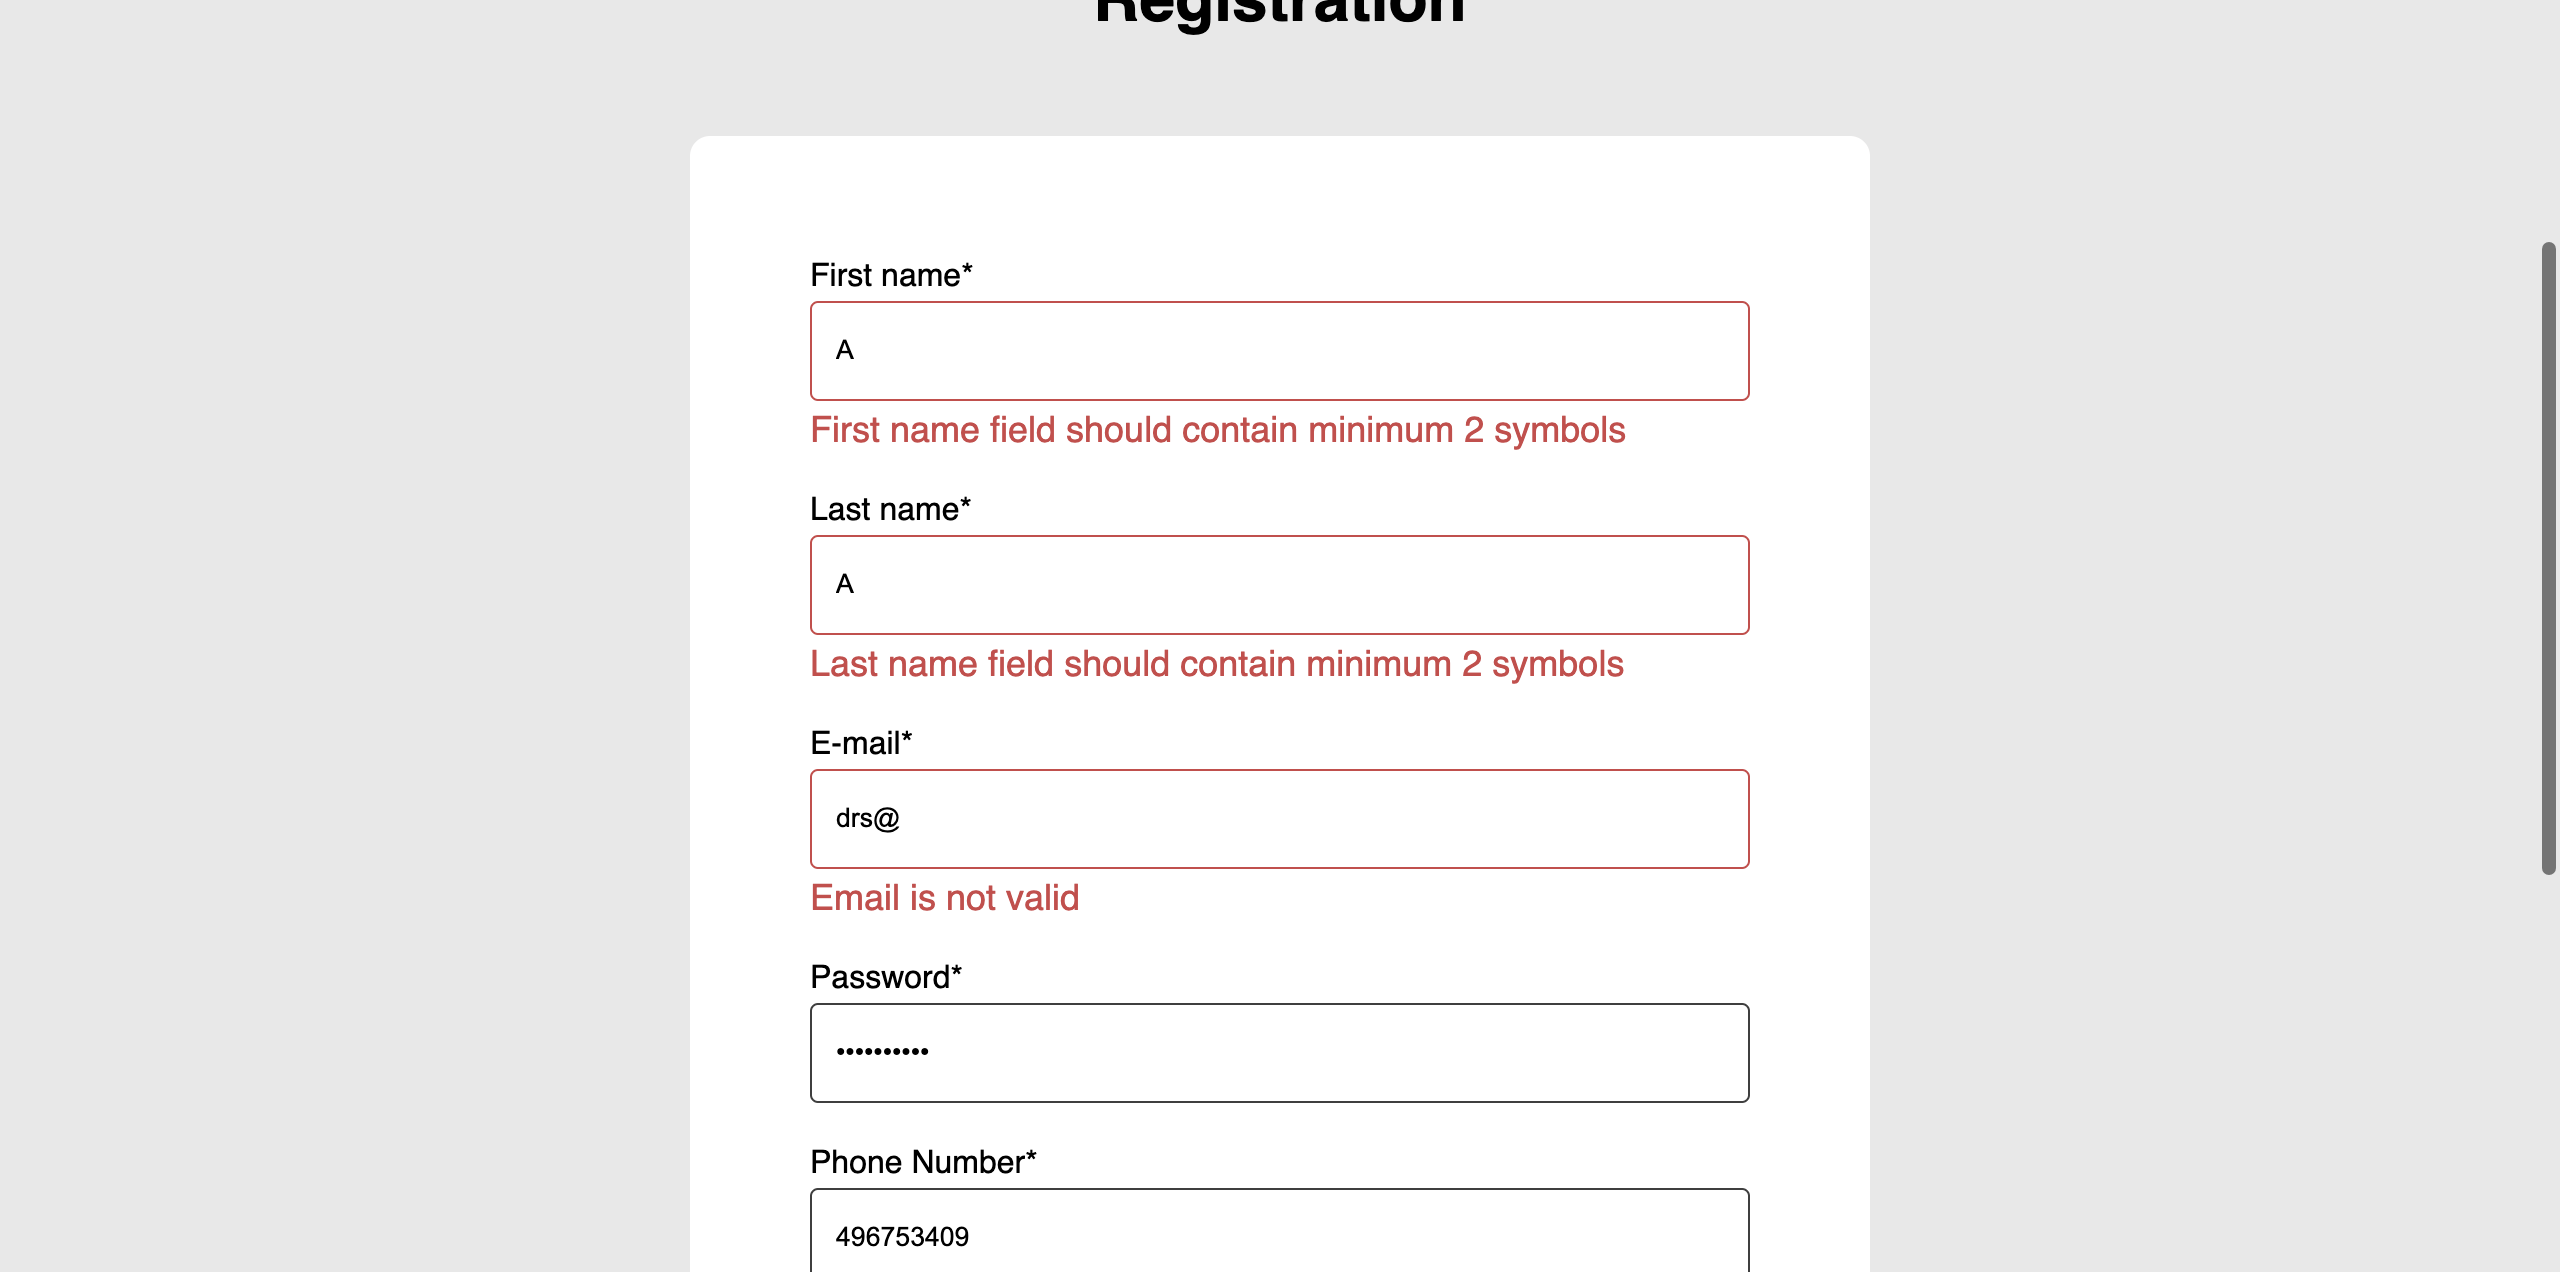 Registration
First name*
A
First name field should contain minimum 2 symbols
Last name*
A
Last name field should contain minimum 2 symbols
E-mail*
drs@
Email is not valid
Password*
••••••••••
Phone Number*
496753409